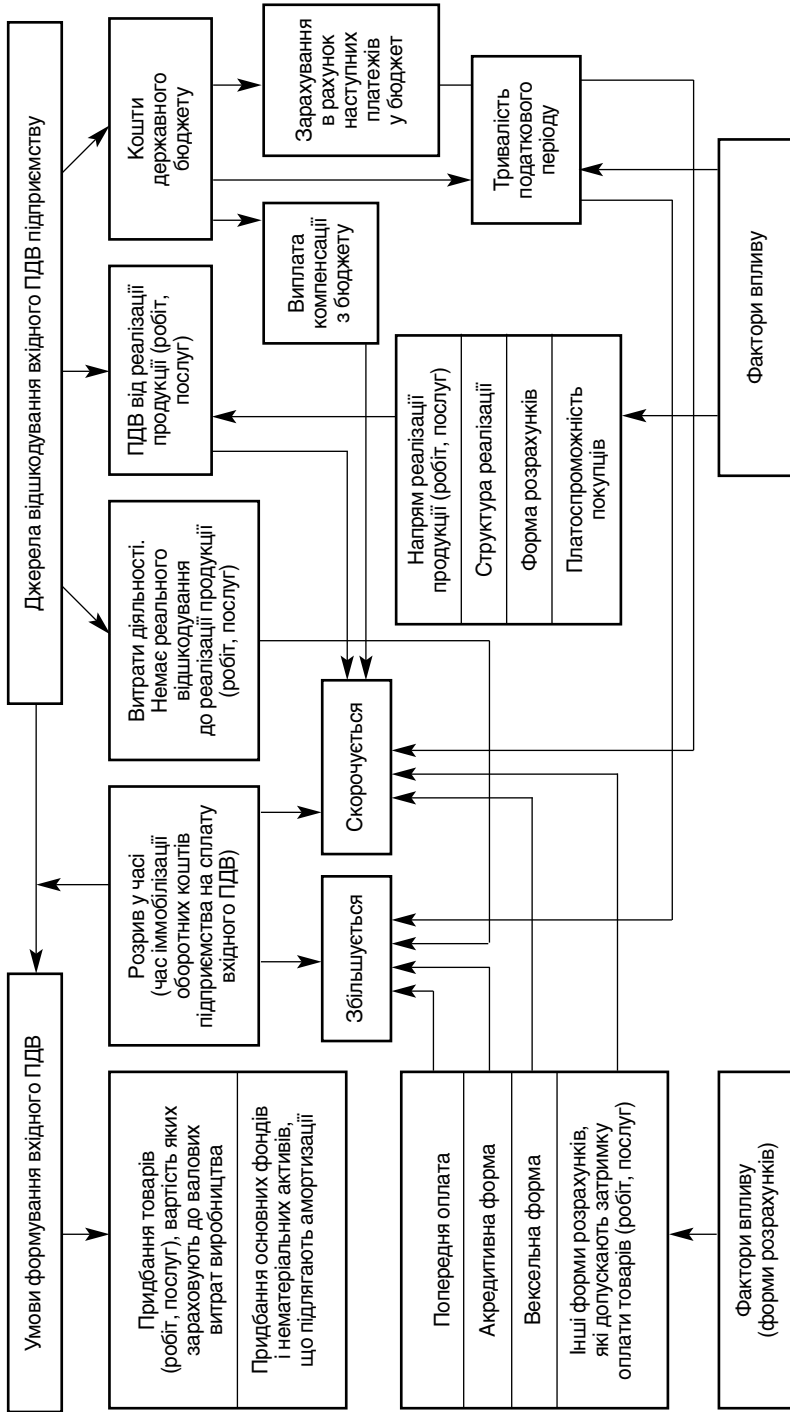 Умови формування вхідного ПДВ
Джерела відшкодування вхідного ПДВ підприємству
Придбання товарів
(робіт, послуг), вартість яких
зараховують до валових
витрат виробництва
Придбання основних фондів
і нематеріальних активів,
що підлягають амортизації
Розрив у часі
(час іммобілізації
оборотних коштів
підприємства на сплату
вхідного ПДВ)
Витрати діяльності.
Немає реального
відшкодування
до реалізації продукції
(робіт, послуг)
ПДВ від реалізації
продукції (робіт,
послуг)
Кошти
державного
бюджету
Збільшується
Скорочується
Виплата
компенсації
з бюджету
Зарахування
в рахунок
наступних
платежів
у бюджет
Попередня оплата
Акредитивна форма
Вексельна форма
Інші форми розрахунків,
які допускають затримку
оплати товарів (робіт, послуг)
Напрям реалізації
продукції (робіт, послуг)
Структура реалізації
Форма розрахунків
Платоспроможність
покупців
Тривалість
податкового
періоду
Фактори впливу
(форми розрахунків)
Фактори впливу